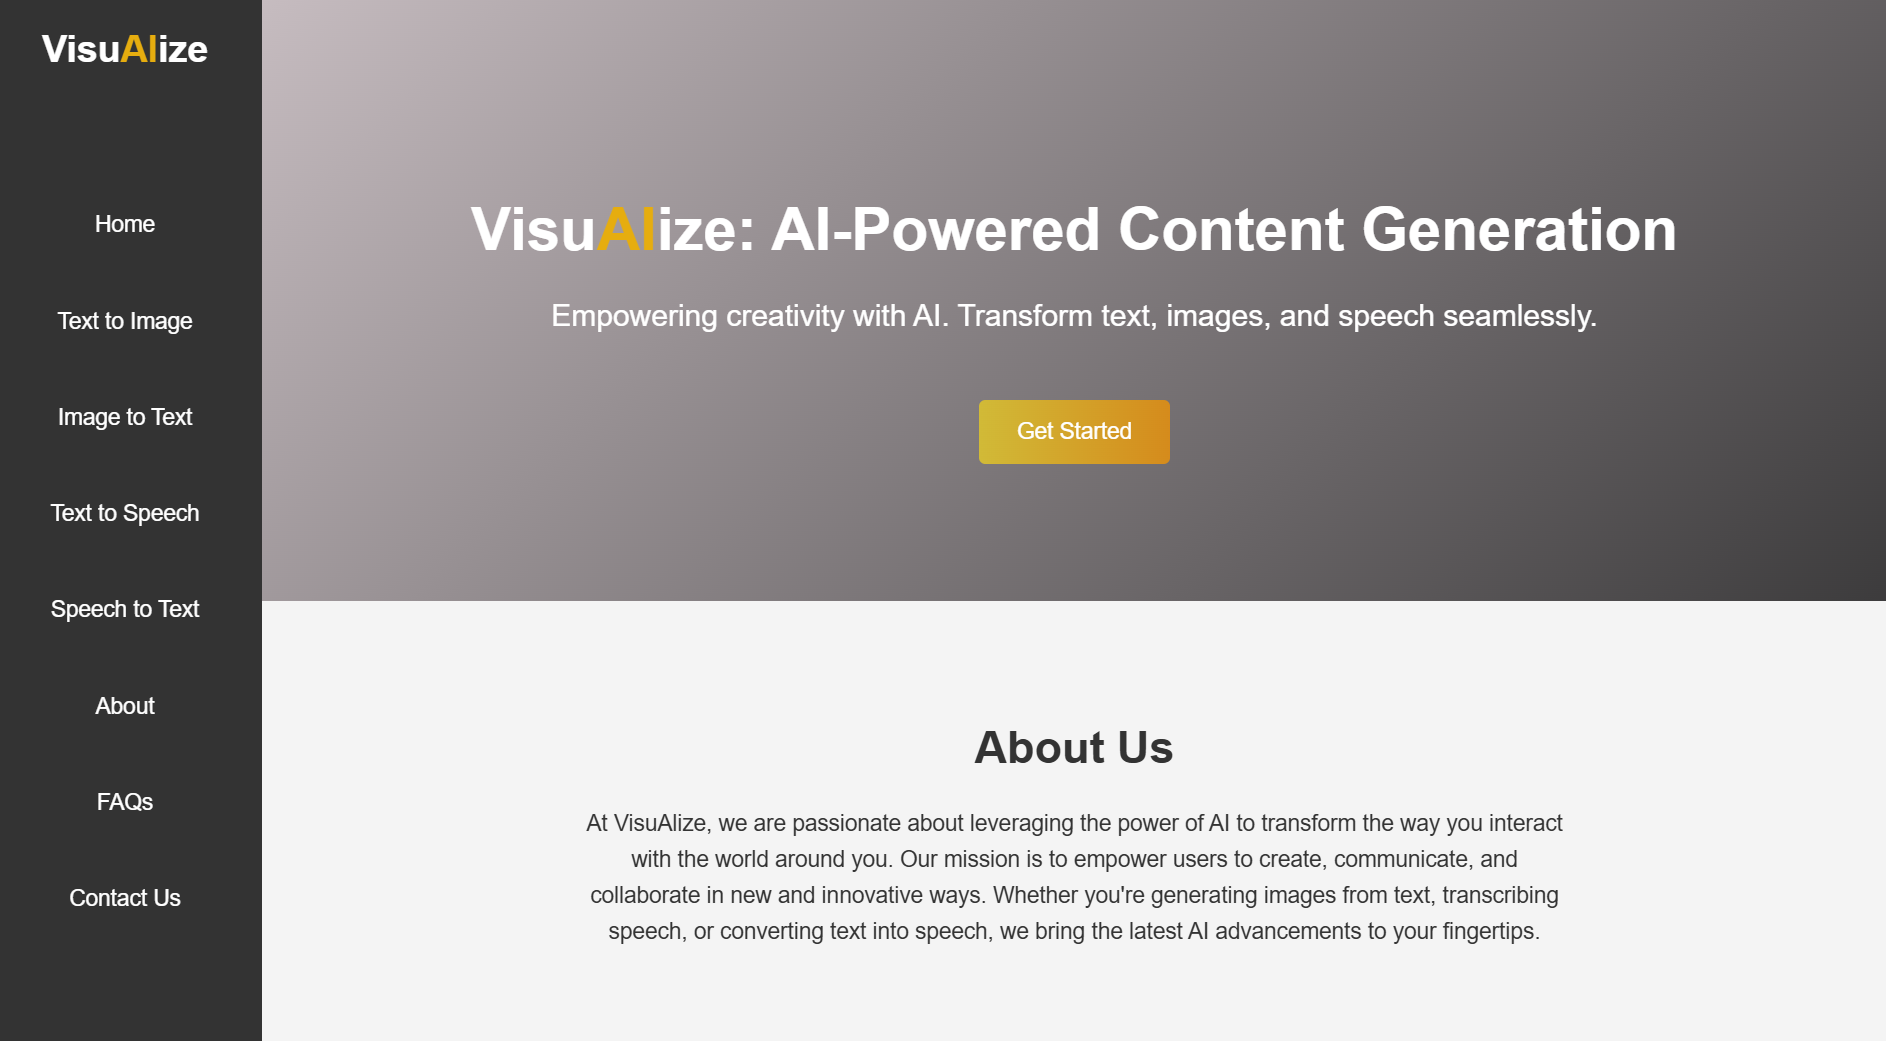 VisuAIize
Home
Text to Image
Image to Text
Text to Speech
Speech to Text
About
FAQs
Contact Us
VisuAIize: AI-Powered Content Generation
Empowering creativity with AI. Transform text, images, and speech seamlessly.
Get Started
About Us
At VisuAIize, we are passionate about leveraging the power of AI to transform the way you interact
with the world around you. Our mission is to empower users to create, communicate, and
collaborate in new and innovative ways. Whether you're generating images from text, transcribing
speech, or converting text into speech, we bring the latest AI advancements to your fingertips.